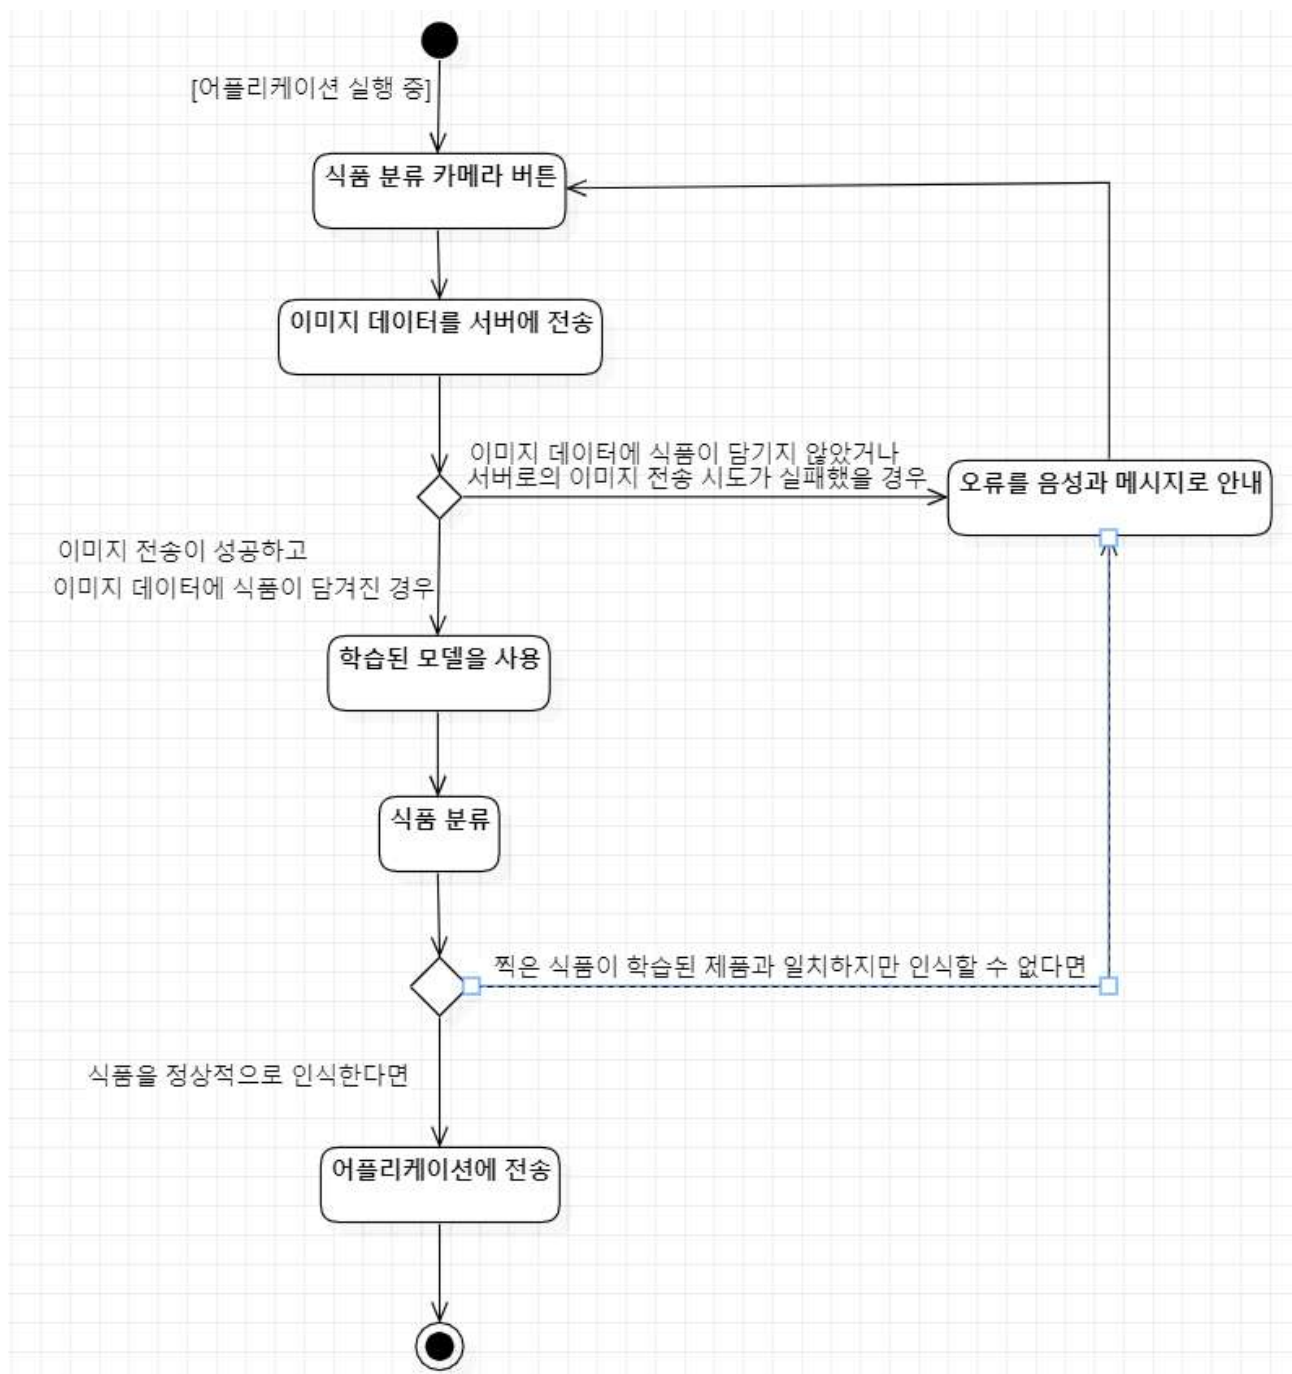 [어플리케이션 실행 중]
식품 분류 카메라 버튼
이미지 데이터를 서버에 전송
이미지 데이터에 식품이 담기지 않았거나
서버로의 이미지 전송 시도가 실패했을 경우
오류를 음성과 메시지로 안내
이미지 전송이 성공하고
이미지 데이터에 식품이 담겨진 경우
학습된 모델을 사용
식품 분류
찍은 식품이 학습된 제품과 일치하지만 인식할 수 없다면
식품을 정상적으로 인식한다면
어플리케이션에 전송